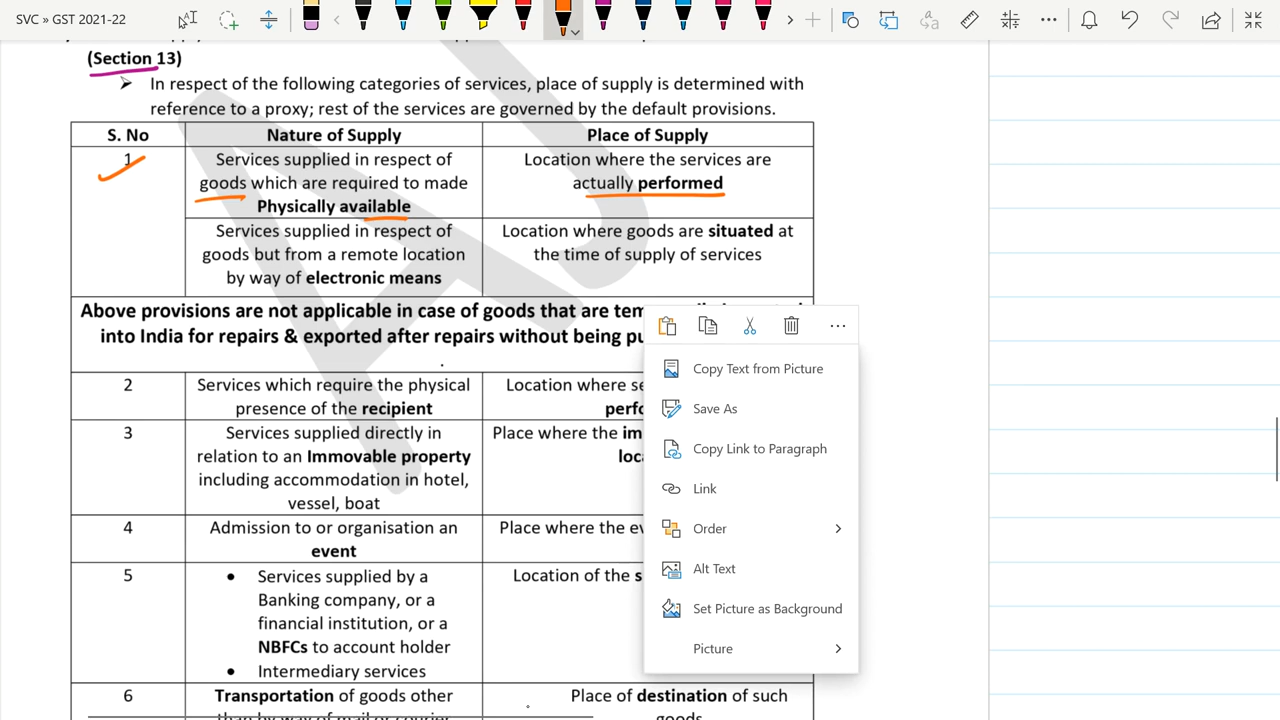 SVC » GST 2021-22
(Section 13)
In respect of the following categories of services, place of supply is determined with
reference to a proxy; rest of the services are governed by the default provisions.
S. No
Nature of Supply
Place of Supply
1
Services supplied in respect of
goods which are required to made
Physically available
Location where the services are
actually performed
Services supplied in respect of
goods but from a remote location
by way of electronic means
Location where goods are situated at
the time of supply of services
Above provisions are not applicable in case of goods that are
into India for repairs & exported after repairs without being
2
Services which require the physical
presence of the recipient
Location where
3
Services supplied directly in
relation to an Immovable property
including accommodation in hotel,
vessel, boat
Place where the
4
Admission to or organisation an
event
Place where the
5
Services supplied by a
Banking company, or a
financial institution, or a
NBFCs to account holder
Intermediary services
Location of the
6
Transportation of goods other
than by way of mail or courier
Place of destination of such
goods
Copy Text from Picture
Save As
Copy Link to Paragraph
Link
Order
Alt Text
Set Picture as Background
Picture